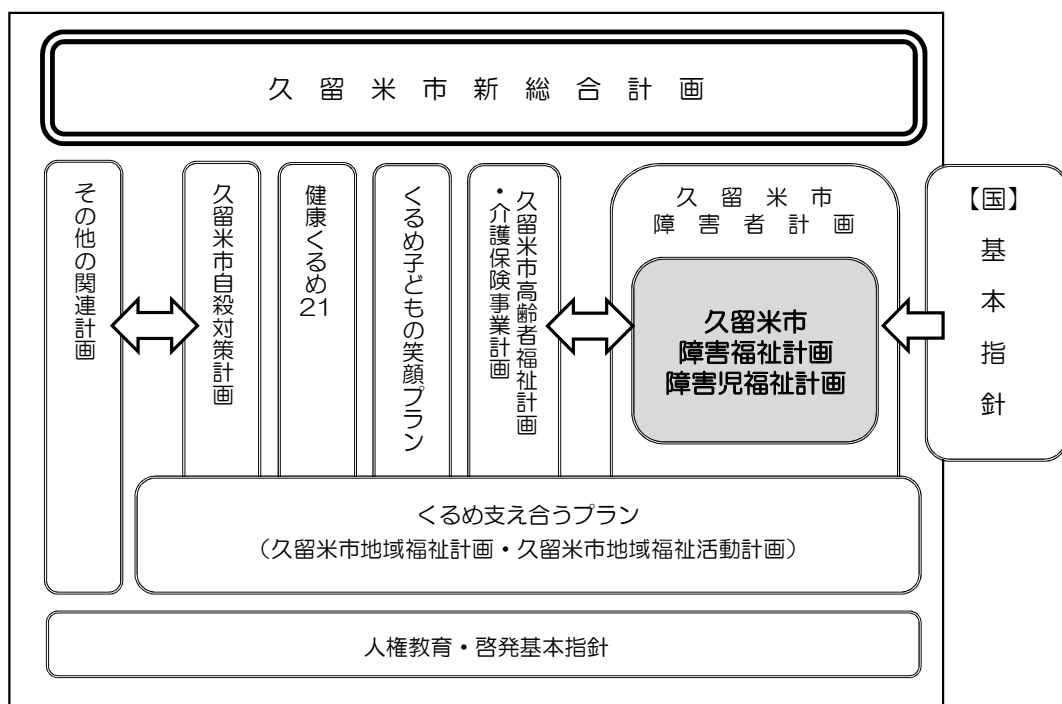 久留米市新総合計画
その他の関連計画
久留米市自殺対策計画
健康くるめ21
くるめ子どもの笑顔プラン
久留米市高齢者福祉計画
・介護保険事業計画
久留米市
障害者計画
久留米市
障害福祉計画
障害児福祉計画
【国】
基本指針
くるめ支え合うプラン
（久留米市地域福祉計画・久留米市地域福祉活動計画）
人権教育・啓発基本指針